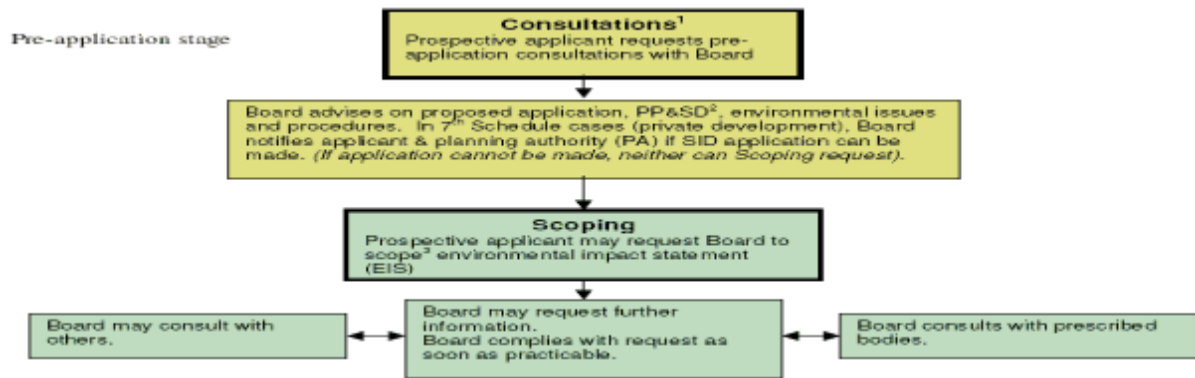 Pre-application stage
Consultations¹
Prospective applicant requests pre-
application consultations with Board
Board advises on proposed application, PP&SD², environmental issues
and procedures. In 7th Schedule cases (private development), Board
notifies applicant & planning authority (PA) if SID application can be
made. (If application cannot be made, neither can Scoping request).
Scoping
Prospective applicant may request Board to
scope³ environmental impact statement
(EIS)
Board may consult with
others.
Board may request further
information.
Board complies with request as
soon as practicable.
Board consults with prescribed
bodies.